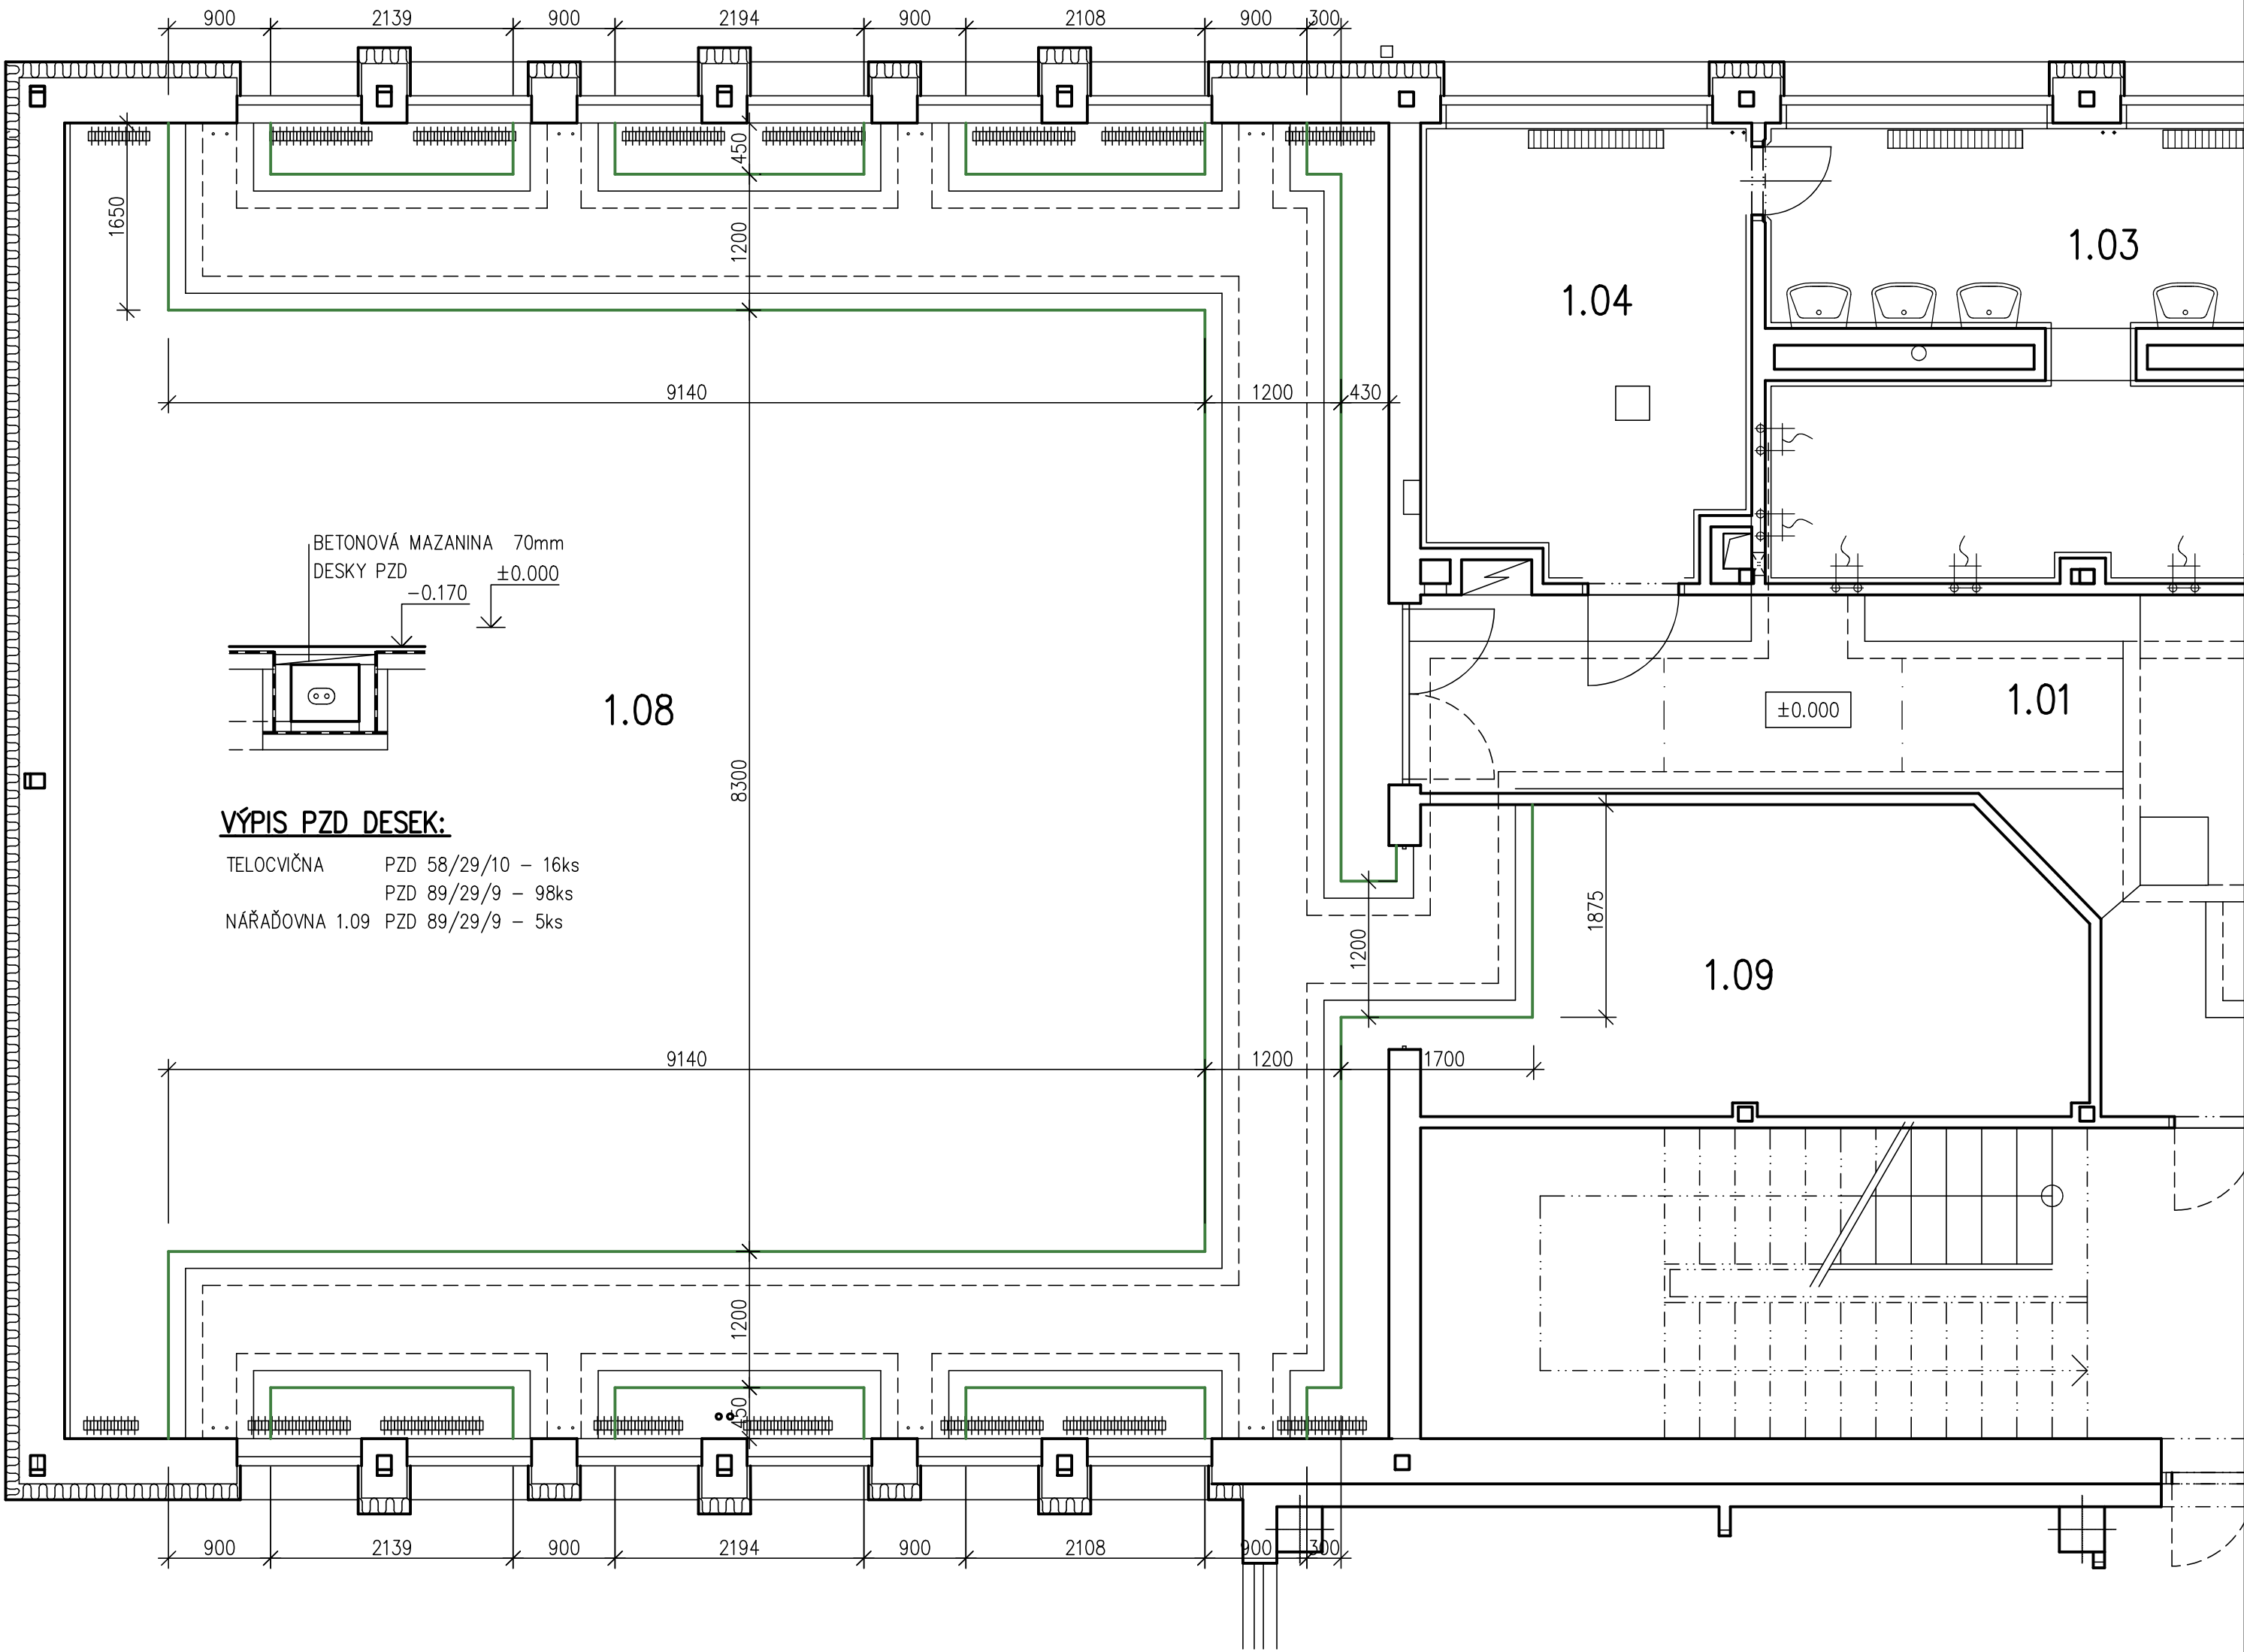 900 2139 900 2194 900 2108 900 300
450
1650
1200
1.03
1.04
9140 1200 430
BETONOVÁ MAZANINA 70mm
DESKY PZD ±0.000
-0.170
1.08
1.01
±0.000
8300
VÝPIS PZD DESEK:
TELOCVIČNA PZD 58/29/10 – 16ks
PZD 89/29/9 – 98ks
NÁŘAĎOVNA 1.09 PZD 89/29/9 – 5ks
1875
1200
1.09
9140 1200 1700
1200
450
900 2139 900 2194 900 2108 900 300